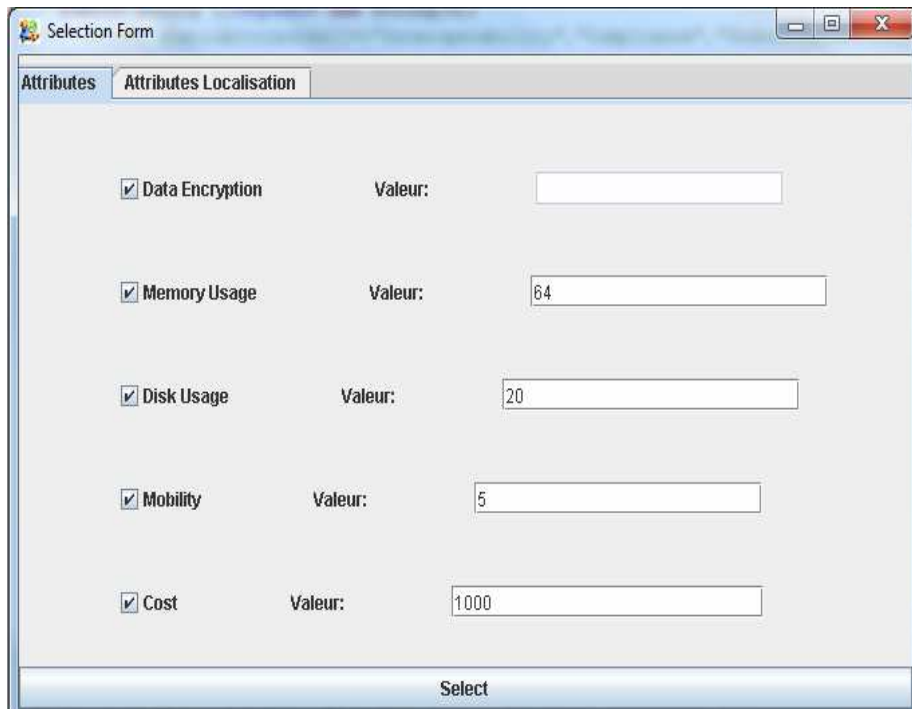 Selection Form
Attributes Attributes Localisation
Data Encryption Valeur:
Memory Usage Valeur: 64
Disk Usage Valeur: 20
Mobility Valeur: 5
Cost Valeur: 1000
Select